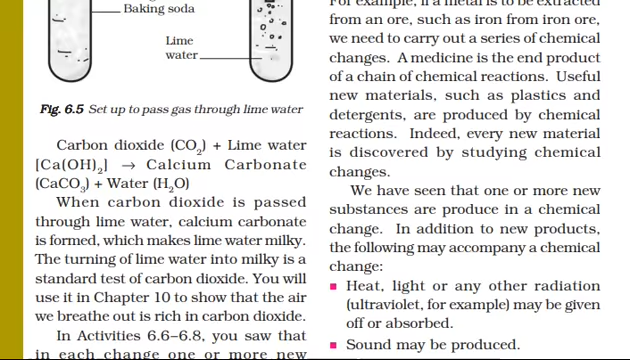 Baking soda
Lime
water
Fig. 6.5 Set up to pass gas through lime water
Carbon dioxide (CO₂) + Lime water
[Ca(OH)₂] → Calcium Carbonate
(CaCO₃) + Water (H₂O)
When carbon dioxide is passed
through lime water, calcium carbonate
is formed, which makes lime water milky.
The turning of lime water into milky is a
standard test of carbon dioxide. You will
use it in Chapter 10 to show that the air
we breathe out is rich in carbon dioxide.
In Activities 6.6–6.8, you saw that
in each change one or more new
For example, if a metal is to be extracted
from an ore, such as iron from iron ore,
we need to carry out a series of chemical
changes. A medicine is the end product
of a chain of chemical reactions. Useful
new materials, such as plastics and
detergents, are produced by chemical
reactions. Indeed, every new material
is discovered by studying chemical
changes.
We have seen that one or more new
substances are produce in a chemical
change. In addition to new products,
the following may accompany a chemical
change:
■ Heat, light or any other radiation
(ultraviolet, for example) may be given
off or absorbed.
■ Sound may be produced.